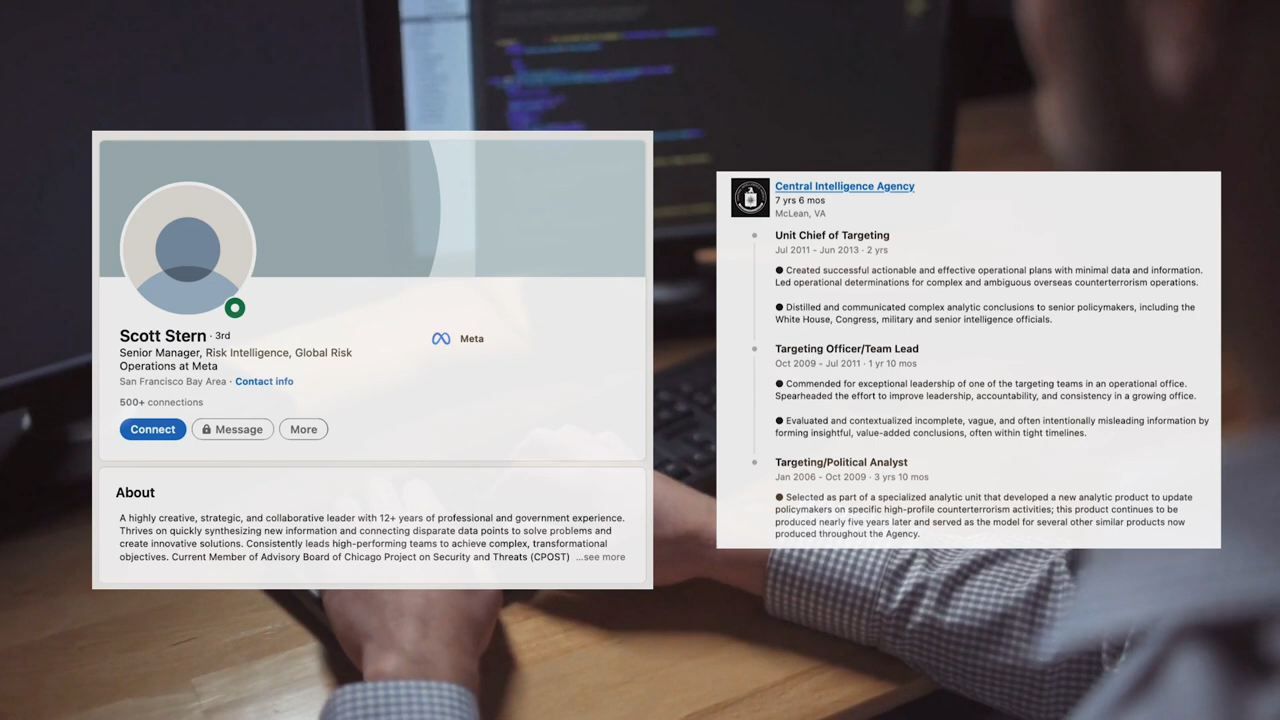 Scott Stern · 3rd
Senior Manager, Risk Intelligence, Global Risk
Operations at Meta
San Francisco Bay Area · Contact info
500+ connections
Connect
Message
More
Meta
About
A highly creative, strategic, and collaborative leader with 12+ years of professional and government experience.
Thrives on quickly synthesizing new information and connecting disparate data points to solve problems and
create innovative solutions. Consistently leads high-performing teams to achieve complex, transformational
objectives. Current Member of Advisory Board of Chicago Project on Security and Threats (CPOST) ...see more
Central Intelligence Agency
7 yrs 6 mos
McLean, VA
Unit Chief of Targeting
Jul 2011 - Jun 2013 · 2 yrs
● Created successful actionable and effective operational plans with minimal data and information.
Led operational determinations for complex and ambiguous overseas counterterrorism operations.
● Distilled and communicated complex analytic conclusions to senior policymakers, including the
White House, Congress, military and senior intelligence officials.
Targeting Officer/Team Lead
Oct 2009 - Jul 2011 · 1 yr 10 mos
● Commended for exceptional leadership of one of the targeting teams in an operational office.
Spearheaded the effort to improve leadership, accountability, and consistency in a growing office.
● Evaluated and contextualized incomplete, vague, and often intentionally misleading information by
forming insightful, value-added conclusions, often within tight timelines.
Targeting/Political Analyst
Jan 2006 - Oct 2009 · 3 yrs 10 mos
● Selected as part of a specialized analytic unit that developed a new analytic product to update
policymakers on specific high-profile counterterrorism activities; this product continues to be
produced nearly five years later and served as the model for several other similar products now
produced throughout the Agency.